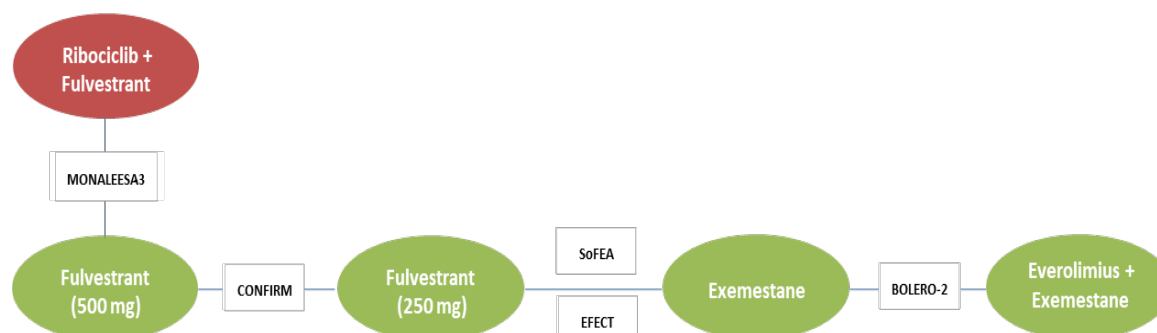 Ribociclib +
Fulvestrant
MONALEESA3
Fulvestrant
(500 mg)
CONFIRM
Fulvestrant
(250 mg)
SoFEA
EFECT
Exemestane
BOLERO-2
Everolimius +
Exemestane